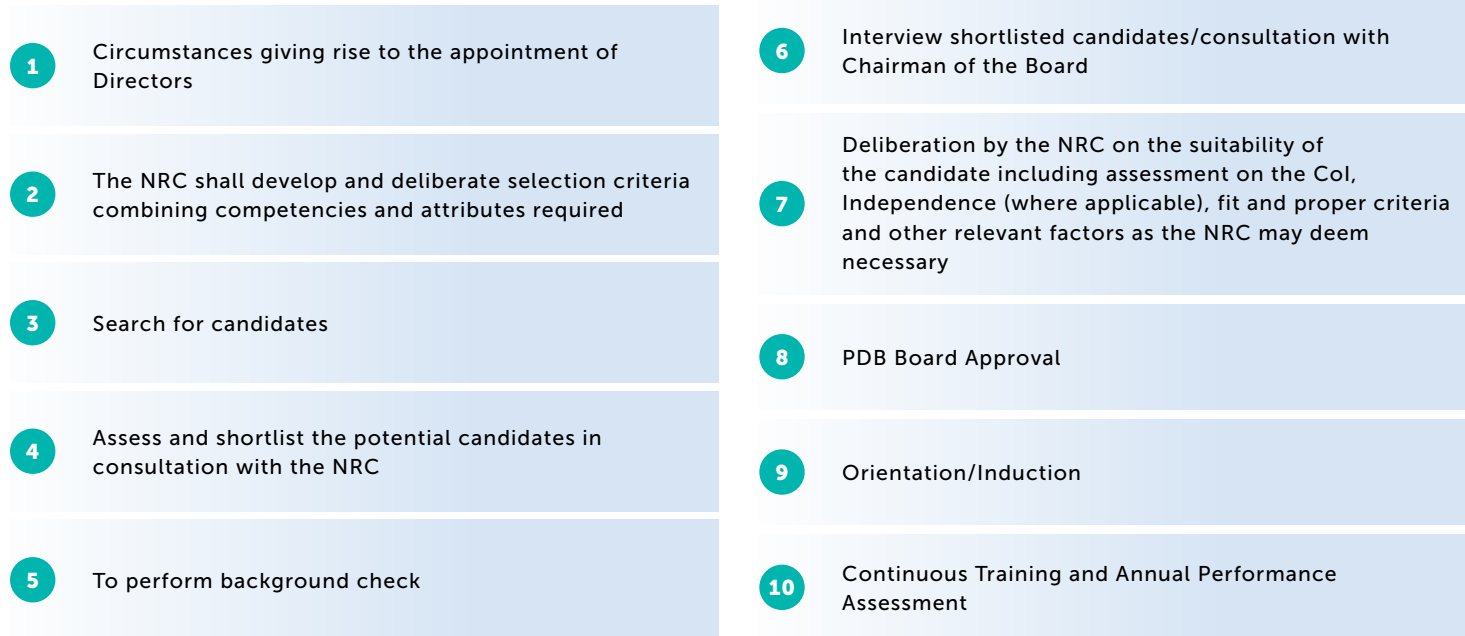 1
Circumstances giving rise to the appointment of
Directors
2
The NRC shall develop and deliberate selection criteria
combining competencies and attributes required
3
Search for candidates
4
Assess and shortlist the potential candidates in
consultation with the NRC
5
To perform background check
6
Interview shortlisted candidates/consultation with
Chairman of the Board
7
Deliberation by the NRC on the suitability of
the candidate including assessment on the CoI,
Independence (where applicable), fit and proper criteria
and other relevant factors as the NRC may deem
necessary
8
PDB Board Approval
9
Orientation/Induction
10
Continuous Training and Annual Performance
Assessment